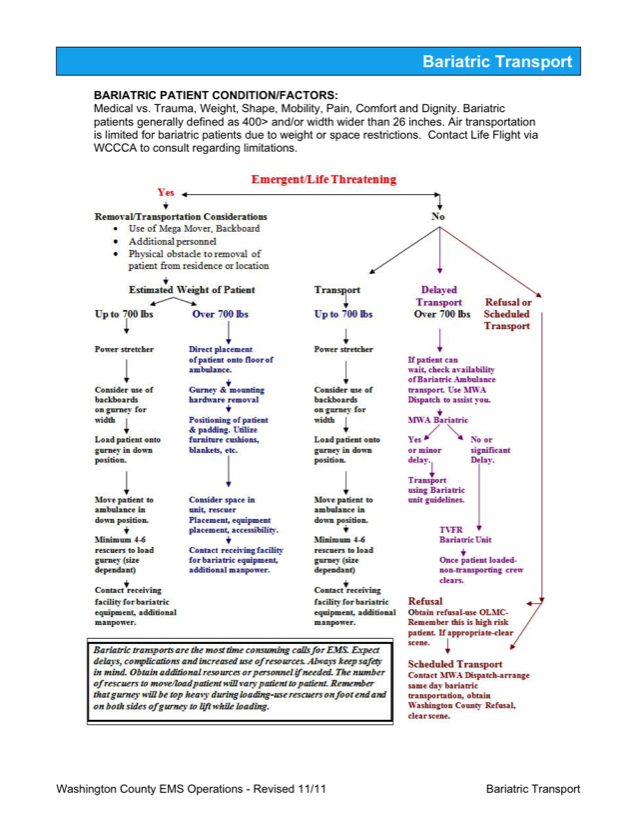 Bariatric Transport
BARIATRIC PATIENT CONDITION/FACTORS:
Medical vs. Trauma, Weight, Shape, Mobility, Pain, Comfort and Dignity. Bariatric
patients generally defined as 400> and/or width wider than 26 inches. Air transportation
is limited for bariatric patients due to weight or space restrictions.  Contact Life Flight via
WCCCA to consult regarding limitations.
Emergent/Life Threatening
Yes
Removal/Transportation Considerations
• Use of Mega Mover, Backboard
• Additional personnel
• Physical obstacle to removal of
patient from residence or location
Estimated Weight of Patient
Up to 700 lbs
Power stretcher
Consider use of
backboards
on gurney for
width
Load patient onto
gurney in down
position.
Move patient to
ambulance in
down position.
Minimum 4-6
rescuers to load
gurney (size
dependant)
Contact receiving
facility for bariatric
equipment, additional
manpower.
Over 700 lbs
Direct placement
of patient onto floor of
ambulance.
Gurney & mounting
hardware removal
Positioning of patient
& padding. Utilize
furniture cushions,
blankets, etc.
Consider space in
unit, rescuer
Placement, equipment
placement, accessibility.
Contact receiving facility
for bariatric equipment,
additional manpower.
No
Transport
Up to 700 lbs
Power stretcher
Consider use of
backboards
on gurney for
width
Load patient onto
gurney in down
position.
Move patient to
ambulance in
down position.
Minimum 4-6
rescuers to load
gurney (size
dependant)
Contact receiving
facility for bariatric
equipment, additional
manpower.
Delayed
Transport
Over 700 lbs
If patient can
wait, check availability
of Bariatric Ambulance
transport. Use MWA
Dispatch to assist you.
MWA Bariatric
Yes
or minor
delay.
Transport
using Bariatric
unit guidelines.
No or
significant
Delay.
TVFR
Bariatric Unit
Once patient loaded-
non-transporting crew
clears.
Refusal or
Scheduled
Transport
Refusal
Obtain refusal-use OLMC-
Remember this is high risk
patient. If appropriate-clear
scene.
Scheduled Transport
Contact MWA Dispatch-arrange
same day bariatric
transportation, obtain
Washington County Refusal,
clear scene.
Bariatric transports are the most time consuming calls for EMS. Expect
delays, complications and increased use of resources. Always keep safety
in mind. Obtain additional resources or personnel if needed. The number
of rescuers to move/load patient will vary patient to patient. Remember
that gurney will be top heavy during loading-use rescuers on foot end and
on both sides of gurney to lift while loading.
Washington County EMS Operations - Revised 11/11
Bariatric Transport